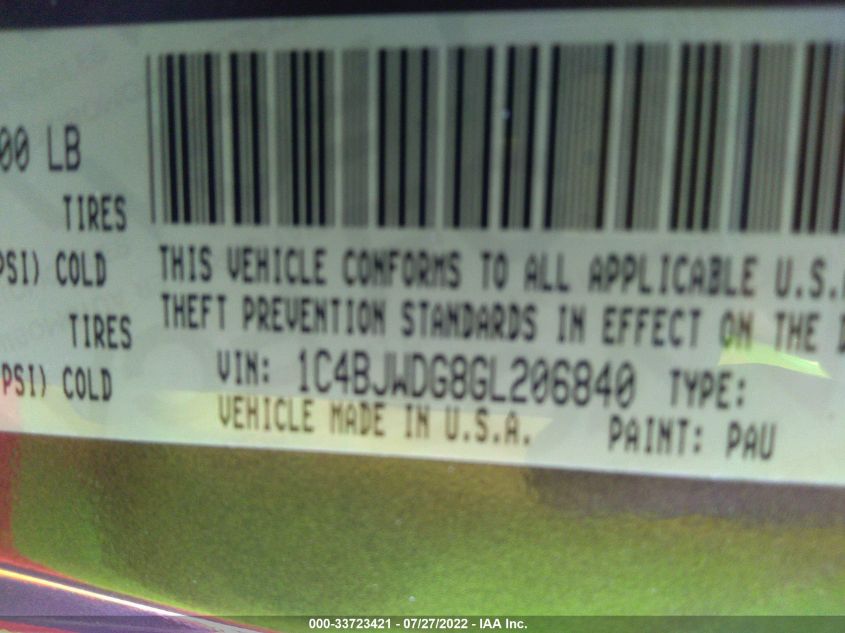 00 LB
TIRES
PSI) COLD
TIRES
PSI) COLD
THIS VEHICLE CONFORMS TO ALL APPLICABLE U.S.
THEFT PREVENTION STANDARDS IN EFFECT ON THE D
VIN: 1C4BJWDG8GL206840 TYPE:
VEHICLE MADE IN U.S.A. PAINT: PAU
000-33723421 - 07/27/2022 - IAA Inc.